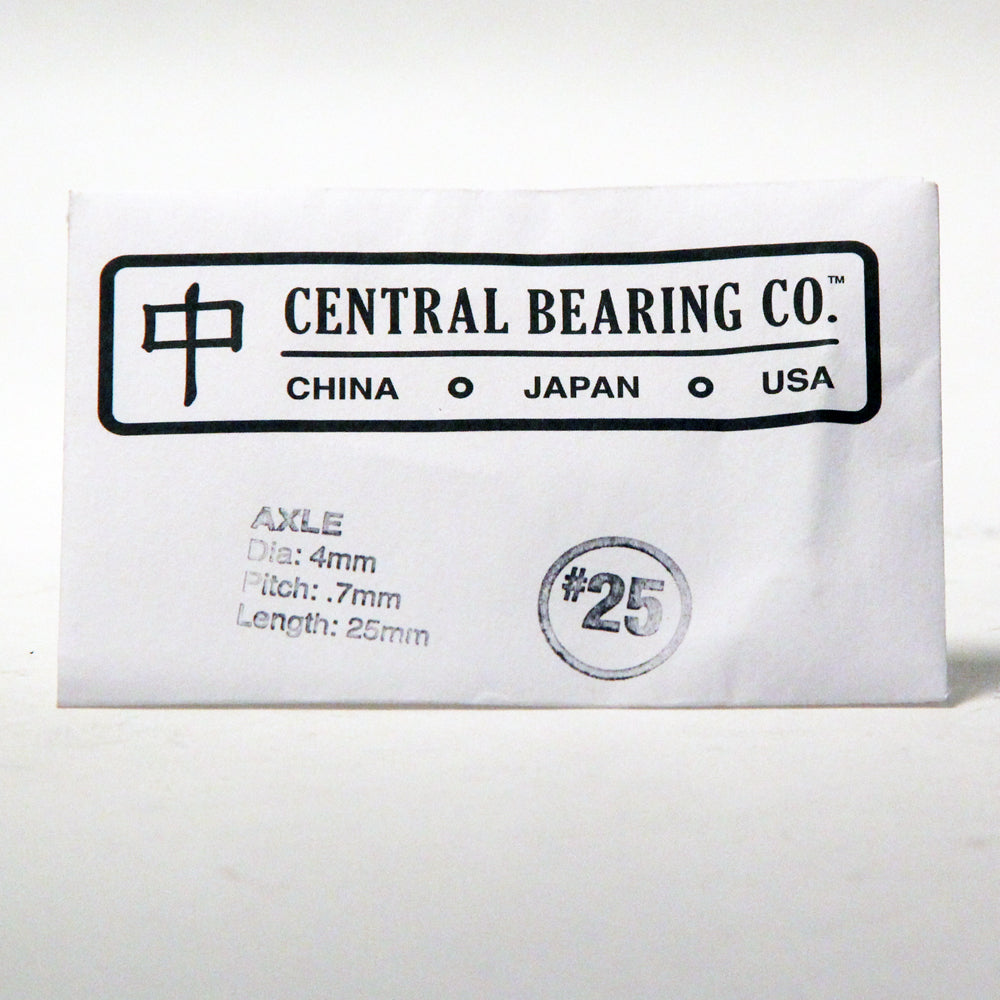 中
CENTRAL BEARING CO.™
CHINA o JAPAN o USA
AXLE
Dia: 4mm
Pitch: .7mm
Length: 25mm
#25